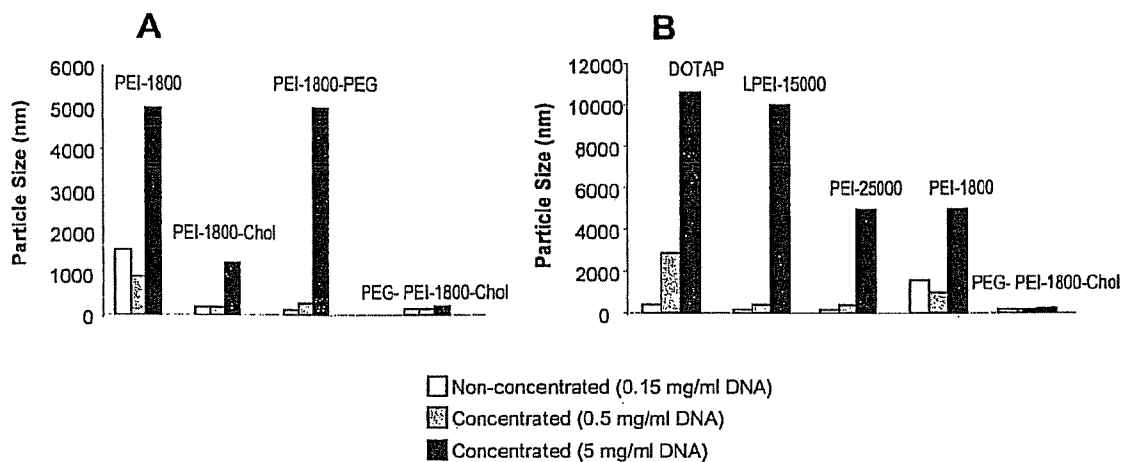 A
Particle Size (nm)
6000
5000
4000
3000
2000
1000
0
PEI-1800
PEI-1800-Chol
PEI-1800-PEG
PEG- PEI-1800-Chol
B
Particle Size (nm)
12000
10000
8000
6000
4000
2000
0
DOTAP
LPEI-15000
PEI-25000
PEI-1800
PEG- PEI-1800-Chol
Non-concentrated (0.15 mg/ml DNA)
Concentrated (0.5 mg/ml DNA)
Concentrated (5 mg/ml DNA)